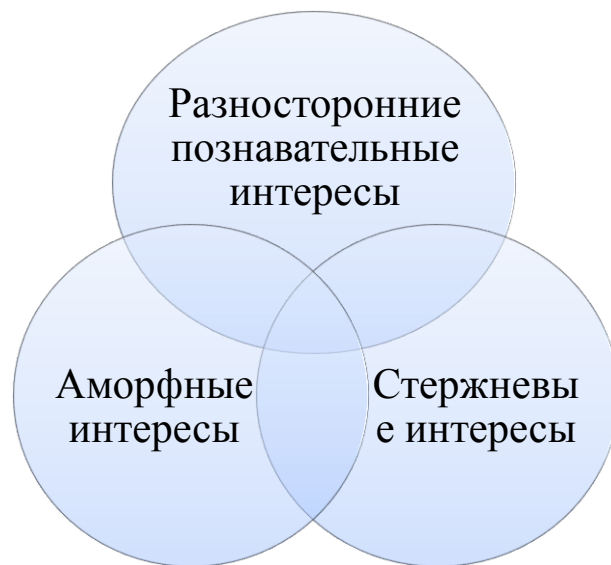 Разносторонние
познавательные
интересы
Аморфные
интересы
Стержневы
е интересы